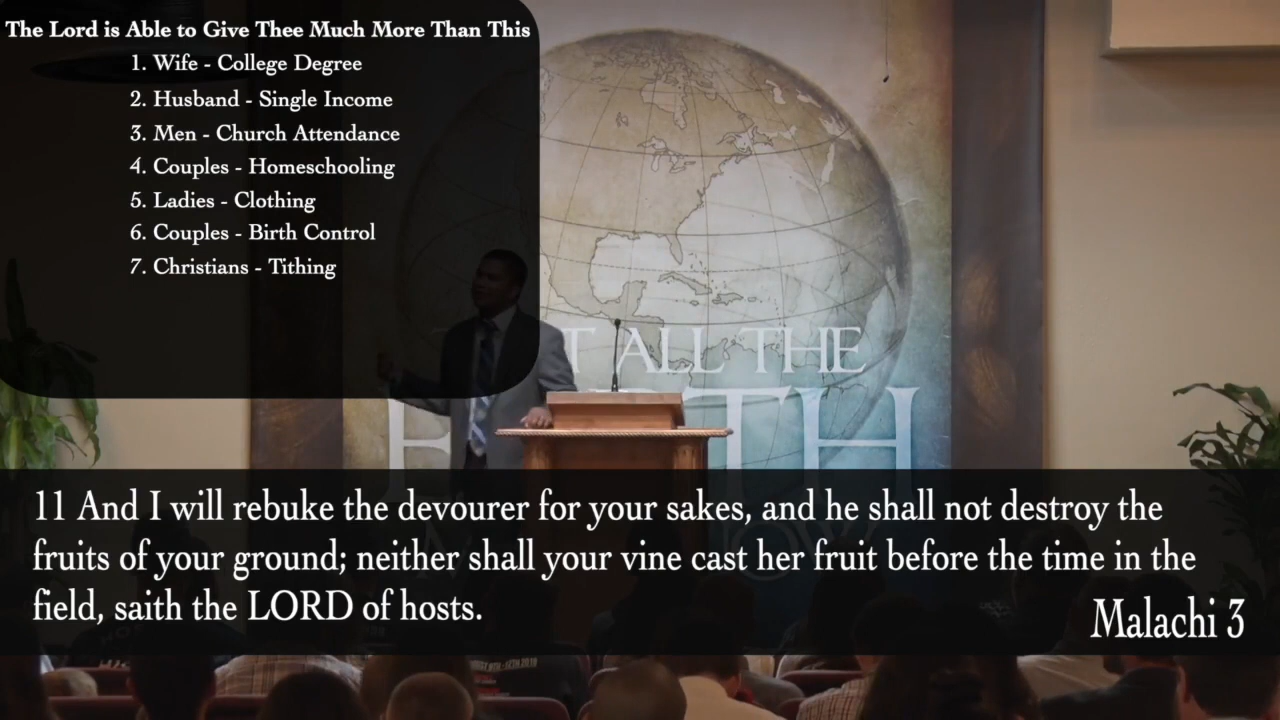 The Lord is Able to Give Thee Much More Than This
1. Wife - College Degree
2. Husband - Single Income
3. Men - Church Attendance
4. Couples - Homeschooling
5. Ladies - Clothing
6. Couples - Birth Control
7. Christians - Tithing
ALL THE
11 And I will rebuke the devourer for your sakes, and he shall not destroy the
fruits of your ground; neither shall your vine cast her fruit before the time in the
field, saith the LORD of hosts.
Malachi 3